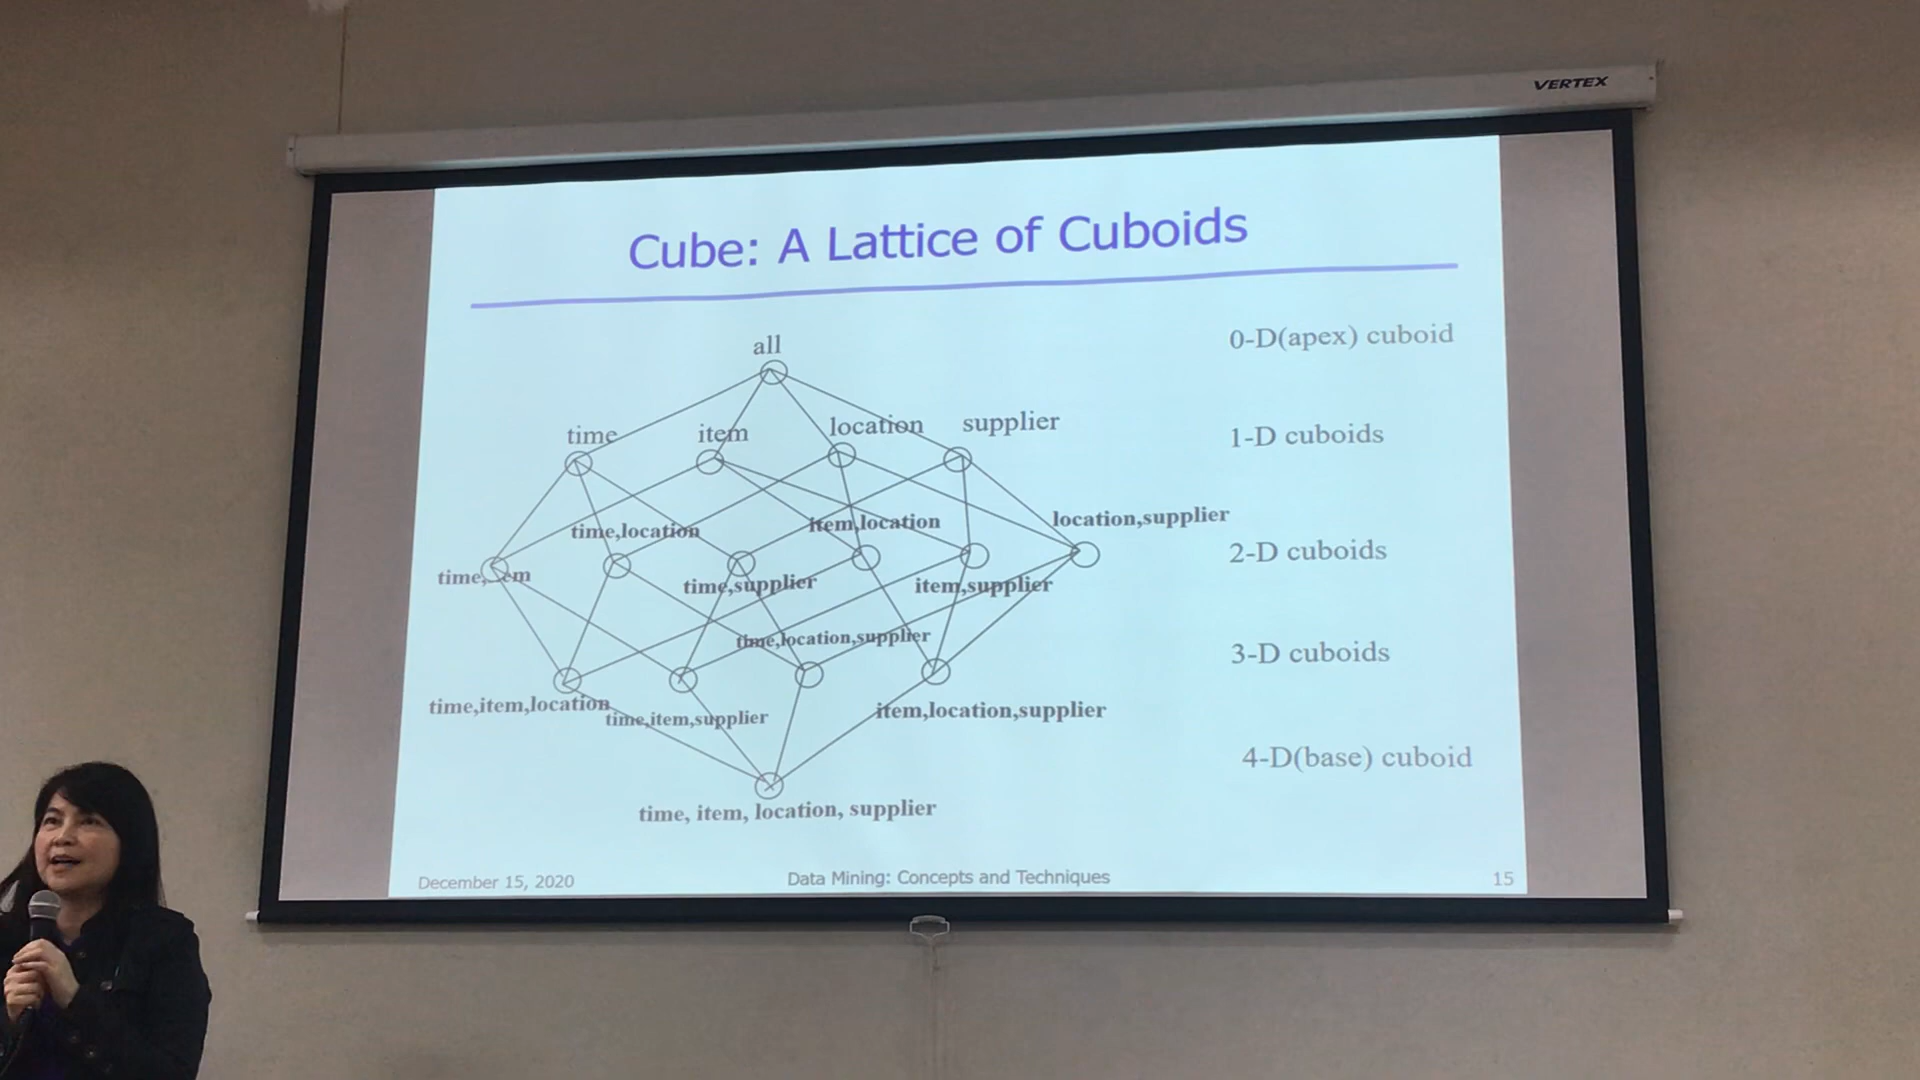 VERTEX
Cube: A Lattice of Cuboids
all
0-D(apex) cuboid
time
item
location
supplier
1-D cuboids
time,location
item,location
location,supplier
2-D cuboids
time,item
time,supplier
item,supplier
time,location,supplier
3-D cuboids
time,item,location
time,item,supplier
item,location,supplier
4-D(base) cuboid
time, item, location, supplier
December 15, 2020
Data Mining: Concepts and Techniques
15